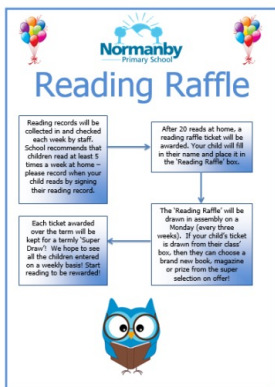 Normanby
Primary School
Reading Raffle
Reading records will be
collected in and checked
each week by staff.
School recommends that
children read at least 5
times a week at home –
please record when your
child reads by signing
their reading record.
After 20 reads at home, a
reading raffle ticket will be
awarded. Your child will fill
in their name and place it in
the 'Reading Raffle' box.
The 'Reading Raffle' will be
drawn in assembly on a
Monday (every three
weeks). If your child's ticket
is drawn from their class'
box, then they can choose a
brand new book, magazine
or prize from the super
selection on offer!
Each ticket awarded
over the term will be
kept for a termly 'Super
Draw'! We hope to see
all the children entered
on a weekly basis! Start
reading to be rewarded!